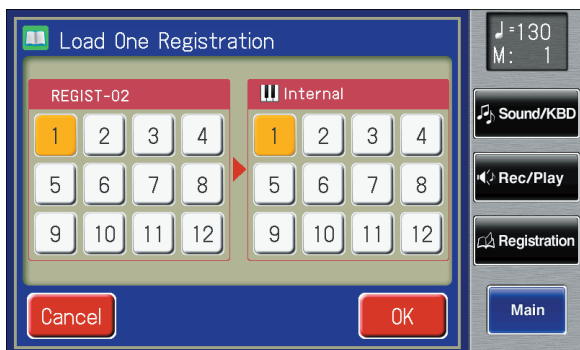 Load One Registration
REGIST-02
1 2 3 4
5 6 7 8
9 10 11 12
Internal
1 2 3 4
5 6 7 8
9 10 11 12
Cancel
OK
♩=130
M: 1
Sound/KBD
Rec/Play
Registration
Main